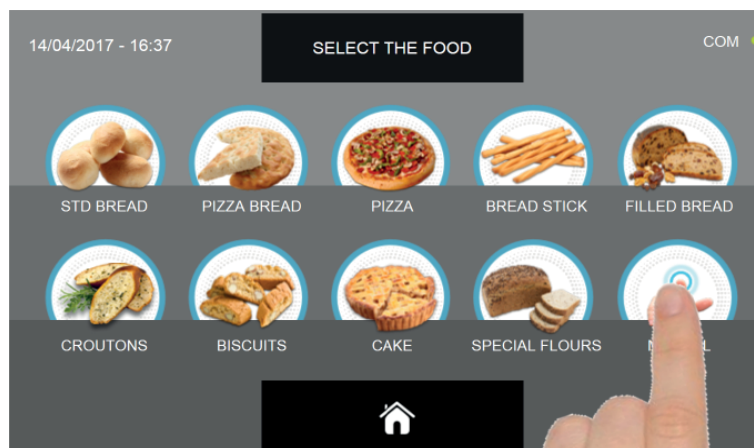 14/04/2017 - 16:37
SELECT THE FOOD
COM
STD BREAD
PIZZA BREAD
PIZZA
BREAD STICK
FILLED BREAD
CROUTONS
BISCUITS
CAKE
SPECIAL FLOURS